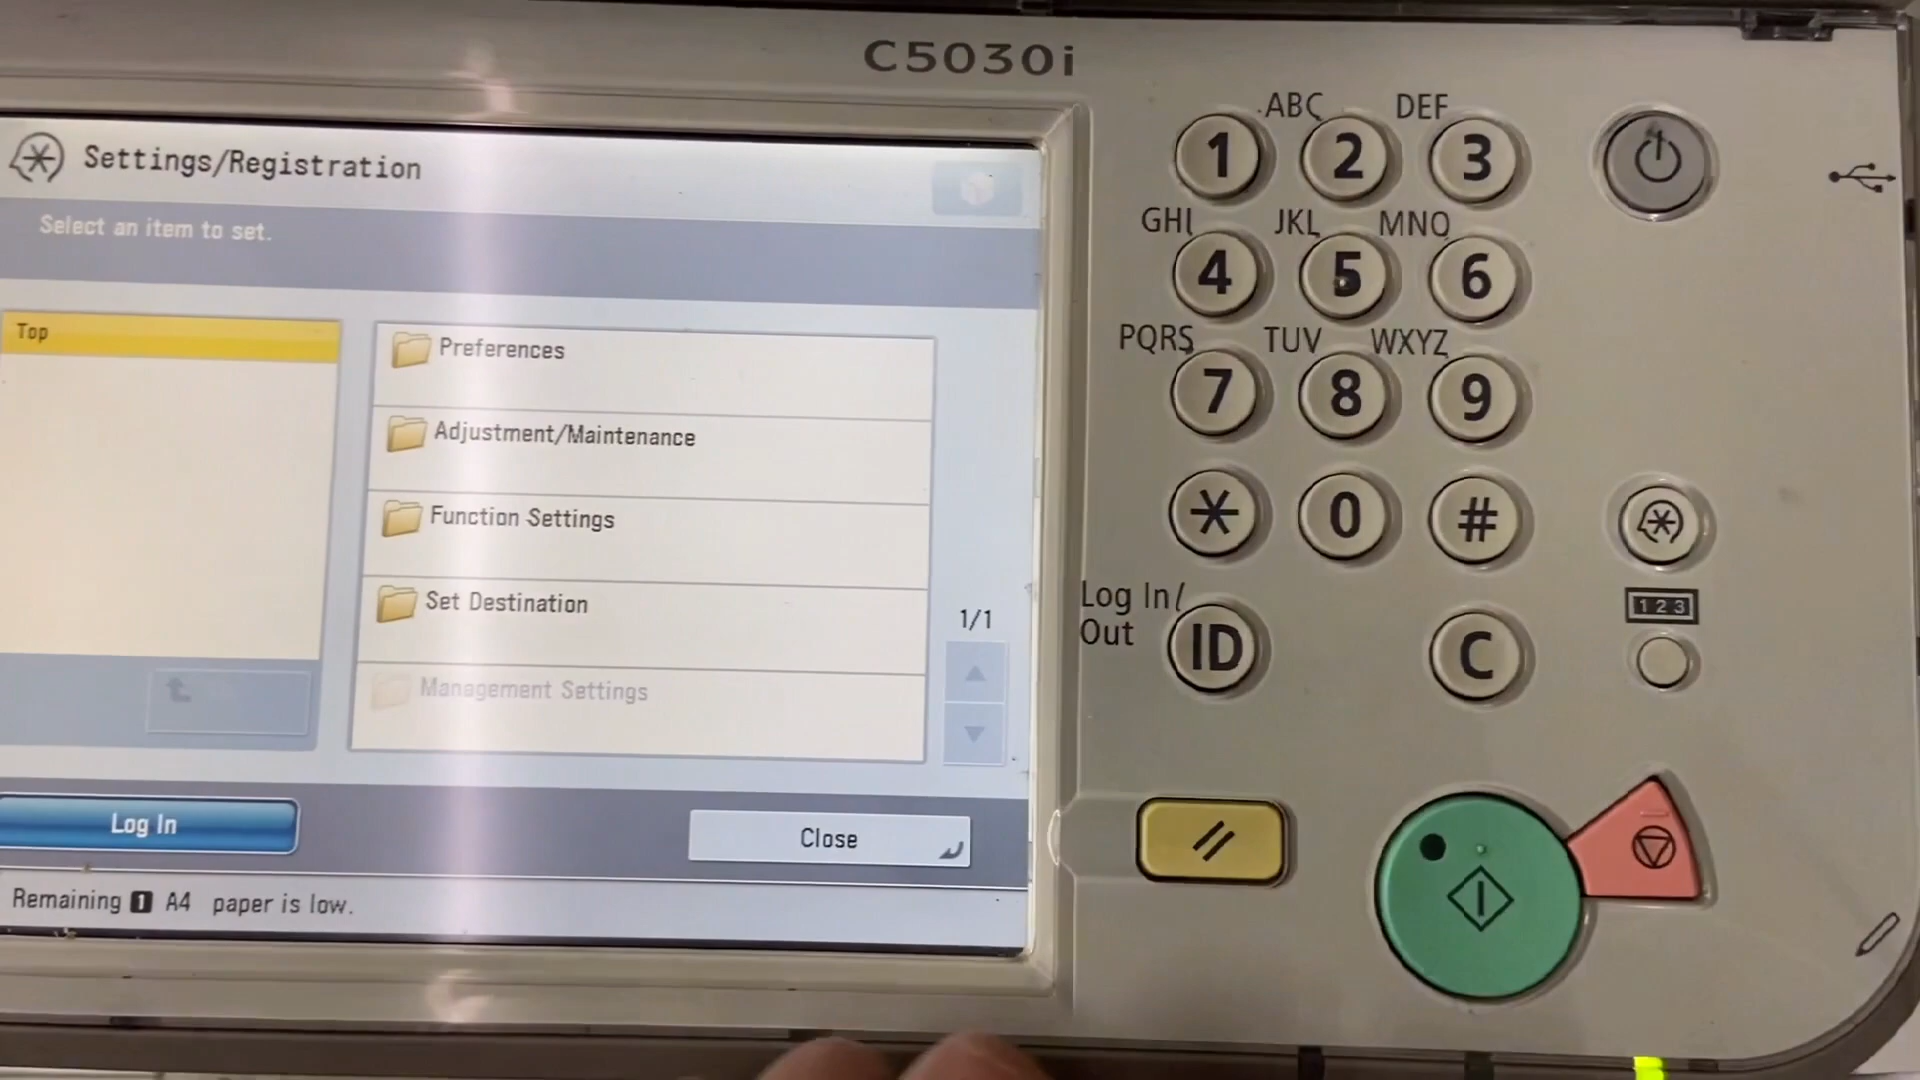 C5030i
Settings/Registration
Select an item to set.
Top
Preferences
Adjustment/Maintenance
Function Settings
Set Destination
Management Settings
1/1
Log In
Close
Remaining 1 A4 paper is low.
ABC DEF
1 2 3
GHI JKL MNO
4 5 6
PQRS TUV WXYZ
7 8 9
* 0 #
Log In/
Out
ID C
123